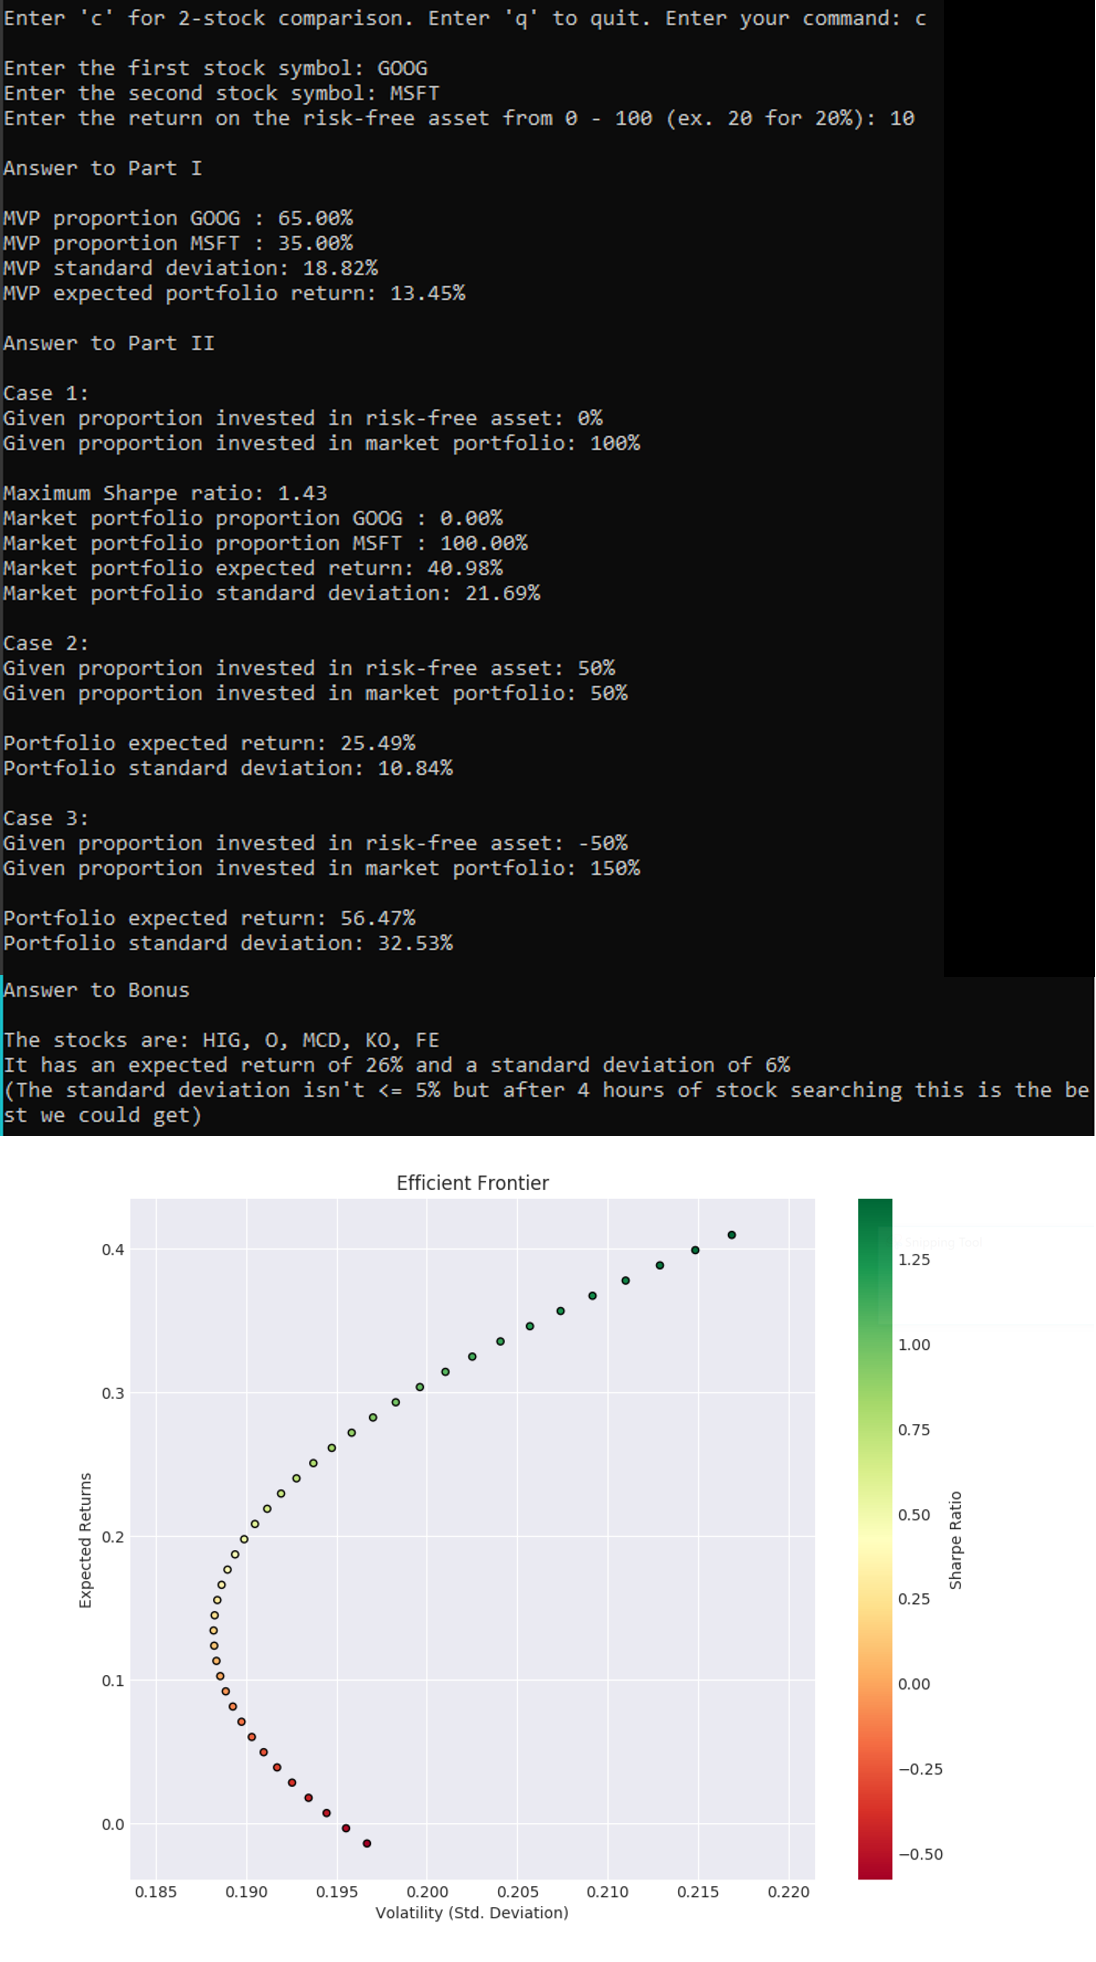 Enter 'c' for 2-stock comparison. Enter 'q' to quit. Enter your command: c
Enter the first stock symbol: GOOG
Enter the second stock symbol: MSFT
Enter the return on the risk-free asset from 0 - 100 (ex. 20 for 20%): 10
Answer to Part I
MVP proportion GOOG : 65.00%
MVP proportion MSFT : 35.00%
MVP standard deviation: 18.82%
MVP expected portfolio return: 13.45%
Answer to Part II
Case 1:
Given proportion invested in risk-free asset: 0%
Given proportion invested in market portfolio: 100%
Maximum Sharpe ratio: 1.43
Market portfolio proportion GOOG : 0.00%
Market portfolio proportion MSFT : 100.00%
Market portfolio expected return: 40.98%
Market portfolio standard deviation: 21.69%
Case 2:
Given proportion invested in risk-free asset: 50%
Given proportion invested in market portfolio: 50%
Portfolio expected return: 25.49%
Portfolio standard deviation: 10.84%
Case 3:
Given proportion invested in risk-free asset: -50%
Given proportion invested in market portfolio: 150%
Portfolio expected return: 56.47%
Portfolio standard deviation: 32.53%
Answer to Bonus
The stocks are: HIG, O, MCD, KO, FE
It has an expected return of 26% and a standard deviation of 6%
(The standard deviation isn't <= 5% but after 4 hours of stock searching this is the be
st we could get)
Efficient Frontier
0.4
0.3
0.2
0.1
0.0
Expected Returns
0.185 0.190 0.195 0.200 0.205 0.210 0.215 0.220
Volatility (Std. Deviation)
Snipping Tool
1.25
1.00
0.75
0.50
0.25
0.00
−0.25
−0.50
Sharpe Ratio